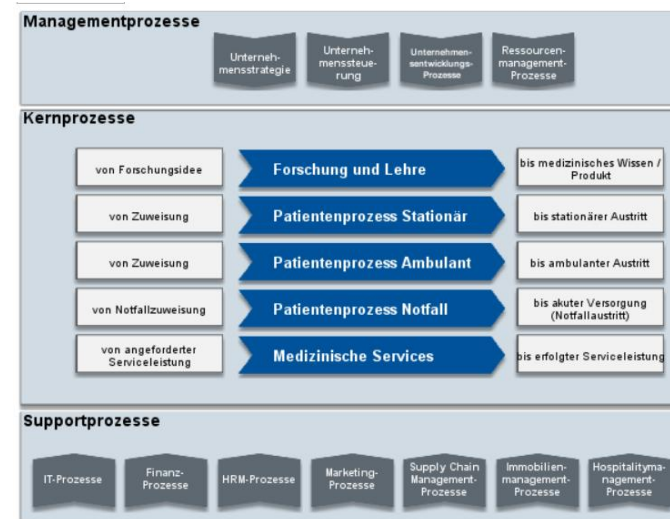 Managementprozesse
Unterneh-
mensstrategie
Unterneh-
menssteue-
rung
Unternehmen-
sentwicklungs-
Prozesse
Ressourcen-
management-
Prozesse
Kernprozesse
von Forschungsidee
Forschung und Lehre
bis medizinisches Wissen /
Produkt
von Zuweisung
Patientenprozess Stationär
bis stationärer Austritt
von Zuweisung
Patientenprozess Ambulant
bis ambulanter Austritt
von Notfallzuweisung
Patientenprozess Notfall
bis akuter Versorgung
(Notfallaustritt)
von angeforderter
Serviceleistung
Medizinische Services
bis erfolgter Serviceleistung
Supportprozesse
IT-Prozesse
Finanz-
Prozesse
HRM-Prozesse
Marketing-
Prozesse
Supply Chain
Management-
Prozesse
Immobilien-
management-
Prozesse
Hospitalityma-
nagement-
Prozesse